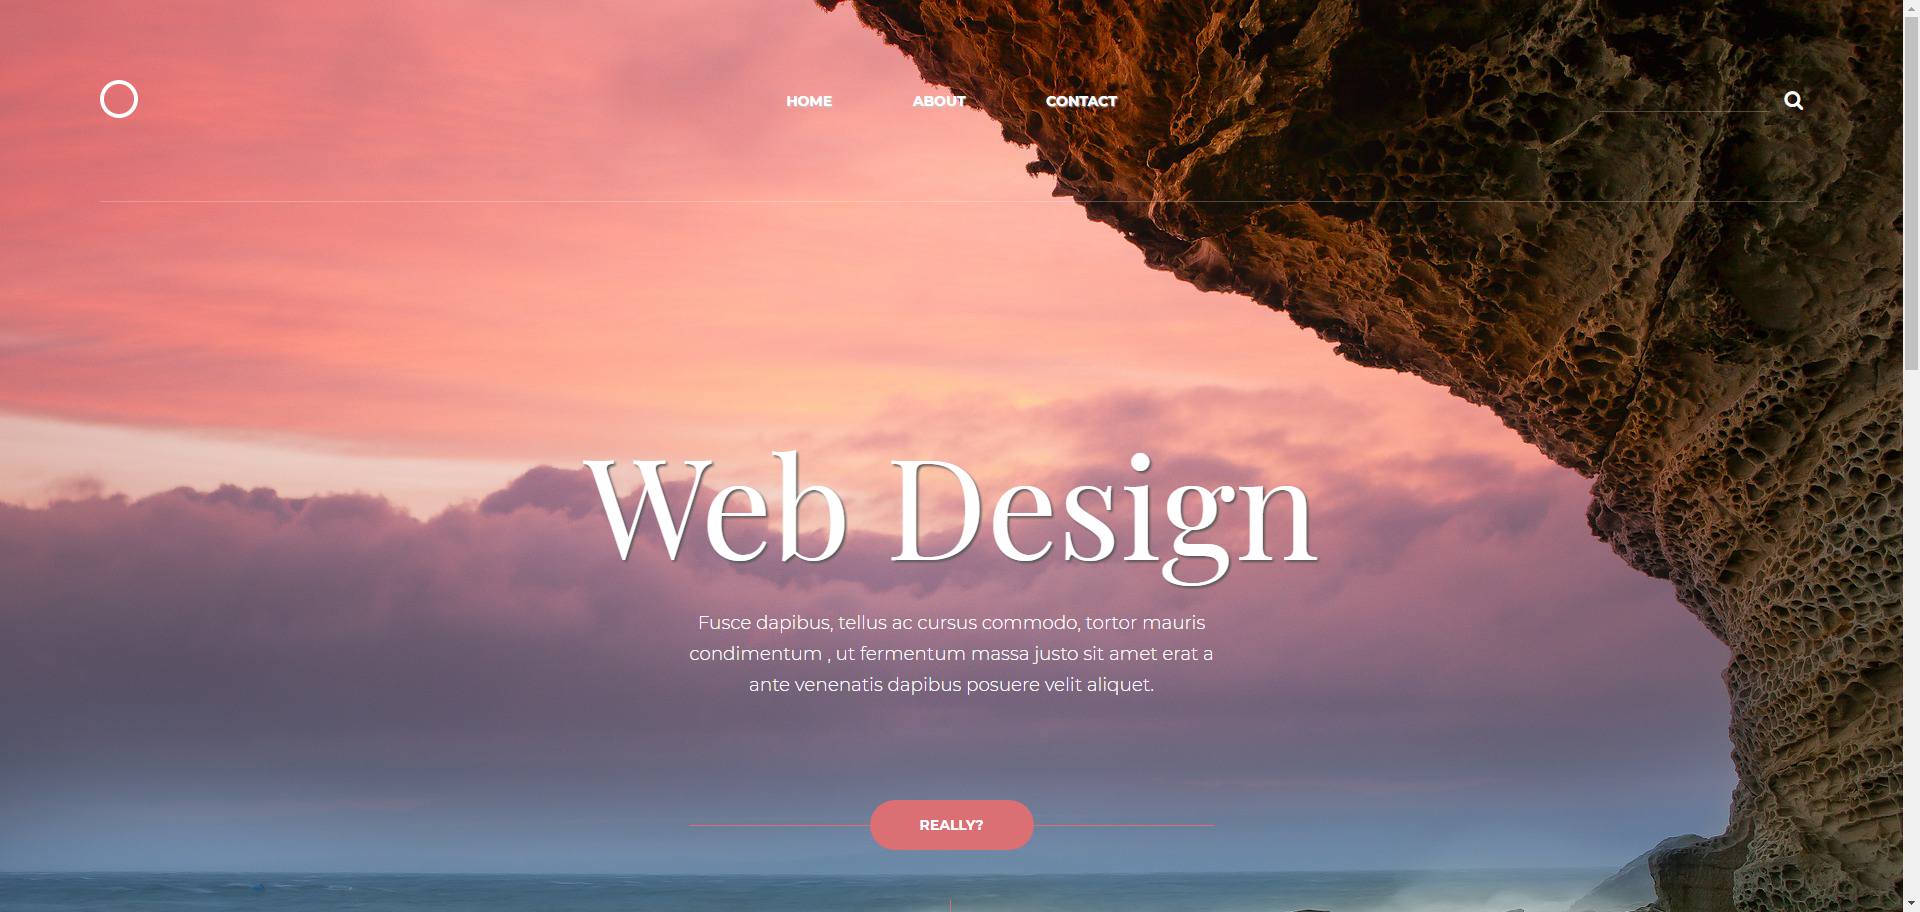 HOME ABOUT CONTACT
Web Design
Fusce dapibus, tellus ac cursus commodo, tortor mauris
condimentum , ut fermentum massa justo sit amet erat a
ante venenatis dapibus posuere velit aliquet.
REALLY?